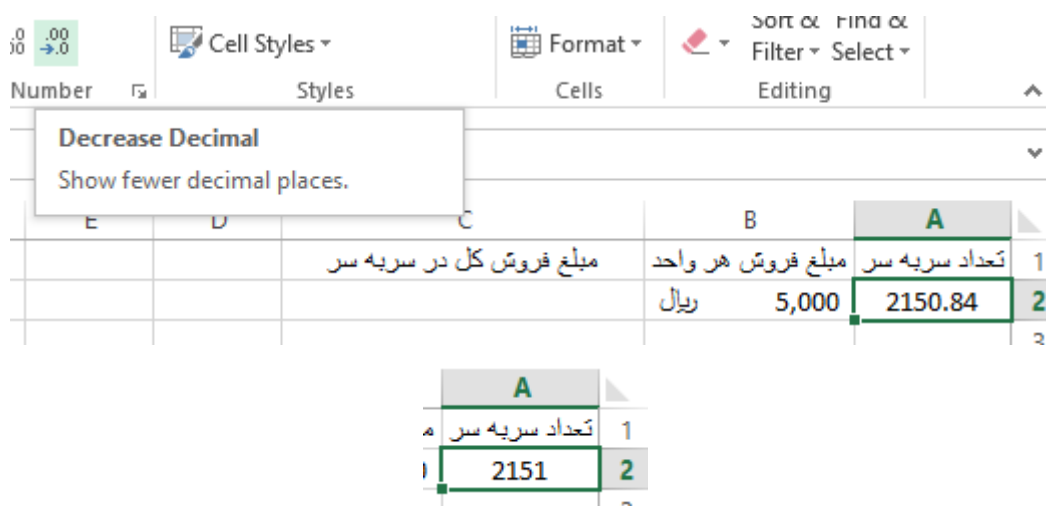 Sort & Find &
.00 →.0 Cell Styles Format Filter Select
Number Styles Cells Editing
Decrease Decimal
Show fewer decimal places.
E D C B A
تعداد سربه سر مبلغ فروش هر واحد مبلغ فروش کل در سربه سر 1
2150.84 5,000 ریال 2
3
A
تعداد سربه سر 1
2151 2